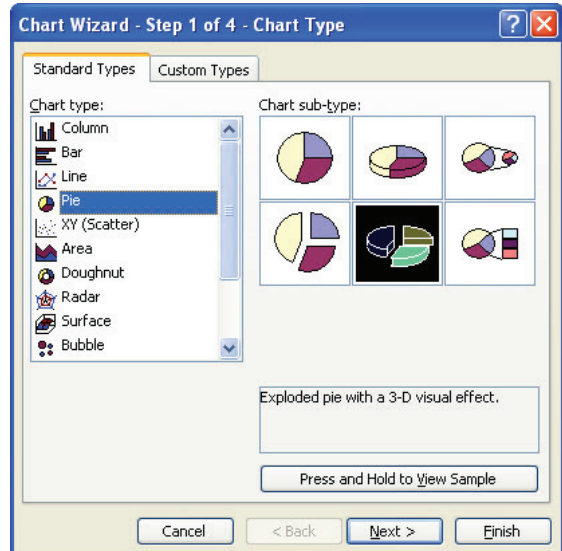 Chart Wizard - Step 1 of 4 - Chart Type
?
Standard Types
Custom Types
Chart type:
Chart sub-type:
Column
Bar
Line
Pie
XY (Scatter)
Area
Doughnut
Radar
Surface
Bubble
Exploded pie with a 3-D visual effect.
Press and Hold to View Sample
Cancel
< Back
Next >
Finish